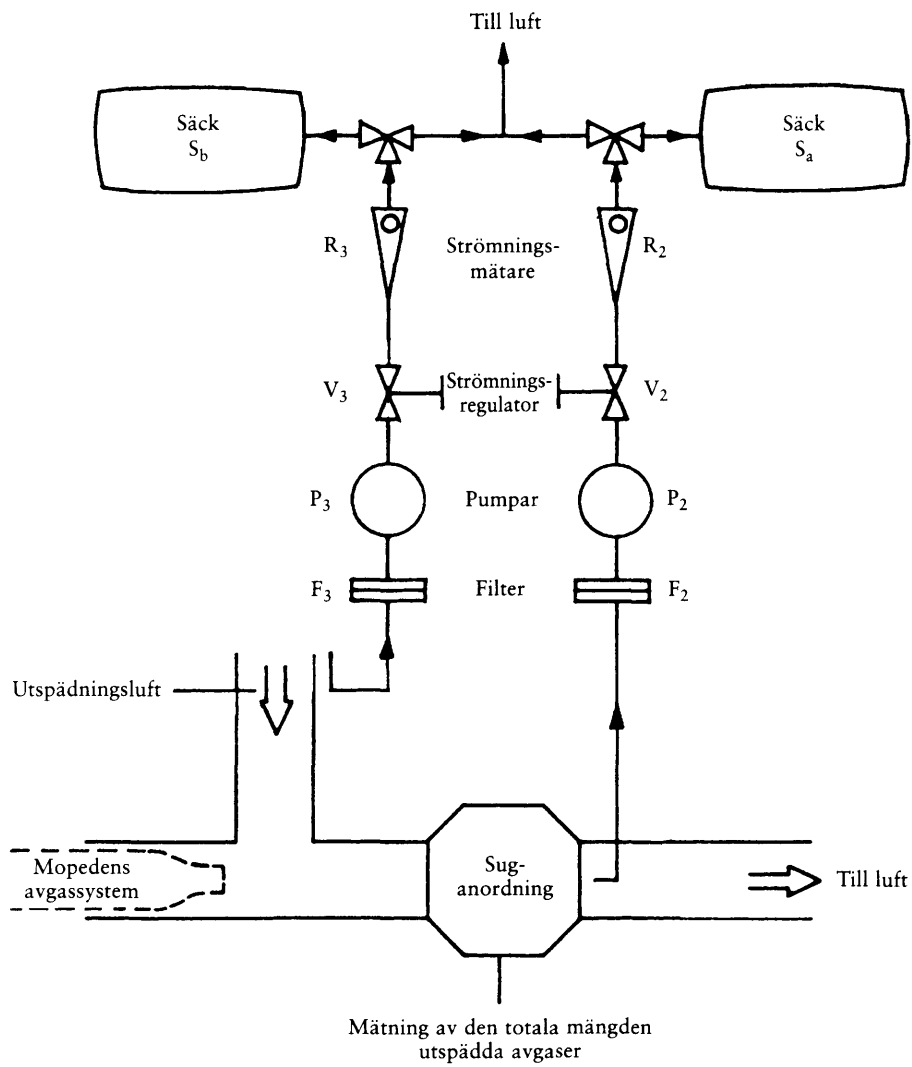 Till luft
Säck
S_b
Säck
S_a
R_3
Strömnings-
mätare
R_2
V_3
Strömnings-
regulator
V_2
P_3
Pumpar
P_2
F_3
Filter
F_2
Utspädningsluft
Mopedens
avgassystem
Sug-
anordning
Till luft
Mätning av den totala mängden
utspädda avgaser